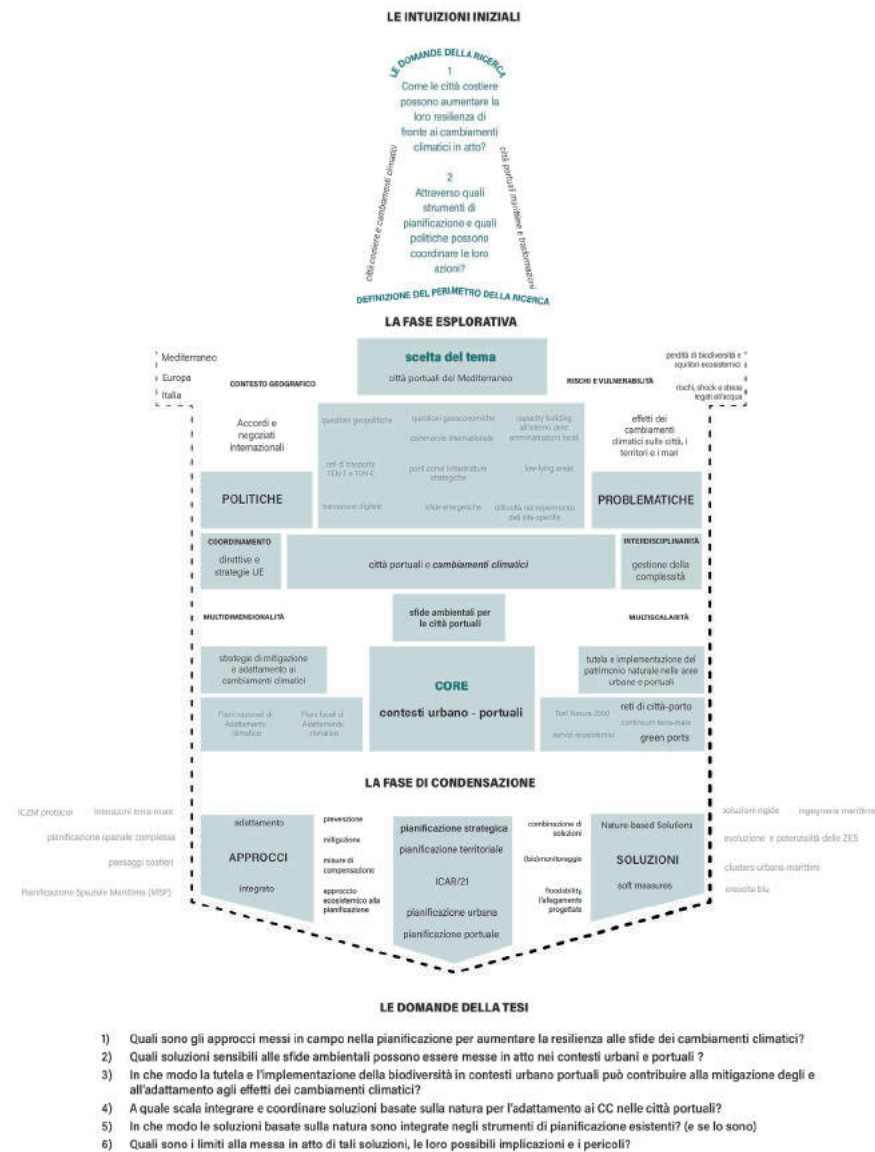 LE INTUIZIONI INIZIALI
LE DOMANDE DELLA RICERCA
1
Come le città costiere
possono aumentare la
loro resilienza di
fronte ai cambiamenti
climatici in atto?
2
Attraverso quali
strumenti di
pianificazione e quali
politiche possono
coordinare le loro
azioni?
città costiere e cambiamenti climatici
città portuali marittime e trasformazioni
DEFINIZIONE DEL PERIMETRO DELLA RICERCA
LA FASE ESPLORATIVA
Mediterraneo
Europa
Italia
CONTESTO GEOGRAFICO
scelta del tema
città portuali del Mediterraneo
RISCHI E VULNERABILITÀ
perdità di biodiversità e
squilibri ecosistemici
rischi, shock e stress
legati all'acqua
Accordi e
negoziati
internazionali
questioni geopolitiche
questioni geoeconomiche
commercio internazionale
capacity building
all'interno delle
amministrazioni locali
effetti dei
cambiamenti
climatici sulle città, i
territori e i mari
reti di trasporto
TEN-T e TEN-E
porti come infrastrutture
strategiche
low lying areas
POLITICHE
transizione digitale
sfide energetiche
difficoltà nel reperimento
dati site-specific
PROBLEMATICHE
COORDINAMENTO
direttive e
strategie UE
città portuali e cambiamenti climatici
INTERDISCIPLINARITÀ
gestione della
complessità
MULTIDIMENSIONALITÀ
sfide ambientali per
le città portuali
MULTISCALARITÀ
strategie di mitigazione
e adattamento ai
cambiamenti climatici
CORE
contesti urbano - portuali
tutela e implementazione del
patrimonio naturale nelle aree
urbane e portuali
Piani nazionali di
Adattamento
climatico
Piani locali di
Adattamento
climatico
Siti Natura 2000
reti di città-porto
continuum terra-mare
servizi ecosistemici
green ports
LA FASE DI CONDENSAZIONE
ICZM protocol
interazioni terra-mare
pianificazione spaziale complessa
paesaggi costieri
Pianificazione Spaziale Marittima (MSP)
adattamento
APPROCCI
integrato
prevenzione
mitigazione
misure di
compensazione
approccio
ecosistemico alla
pianificazione
pianificazione strategica
pianificazione territoriale
ICAR/21
pianificazione urbana
pianificazione portuale
combinazione di
soluzioni
(bio)monitoraggio
floodability,
l'allagamento
progettato
Nature-based Solutions
SOLUZIONI
soft measures
soluzioni rigide
ingegneria marittima
evoluzione e potenzialità delle ZES
clusters urbano-marittimi
crescita blu
LE DOMANDE DELLA TESI
1) Quali sono gli approcci messi in campo nella pianificazione per aumentare la resilienza alle sfide dei cambiamenti climatici?
2) Quali soluzioni sensibili alle sfide ambientali possono essere messe in atto nei contesti urbani e portuali ?
3) In che modo la tutela e l'implementazione della biodiversità in contesti urbano portuali può contribuire alla mitigazione degli e
all'adattamento agli effetti dei cambiamenti climatici?
4) A quale scala integrare e coordinare soluzioni basate sulla natura per l'adattamento ai CC nelle città portuali?
5) In che modo le soluzioni basate sulla natura sono integrate negli strumenti di pianificazione esistenti? (e se lo sono)
6) Quali sono i limiti alla messa in atto di tali soluzioni, le loro possibili implicazioni e i pericoli?